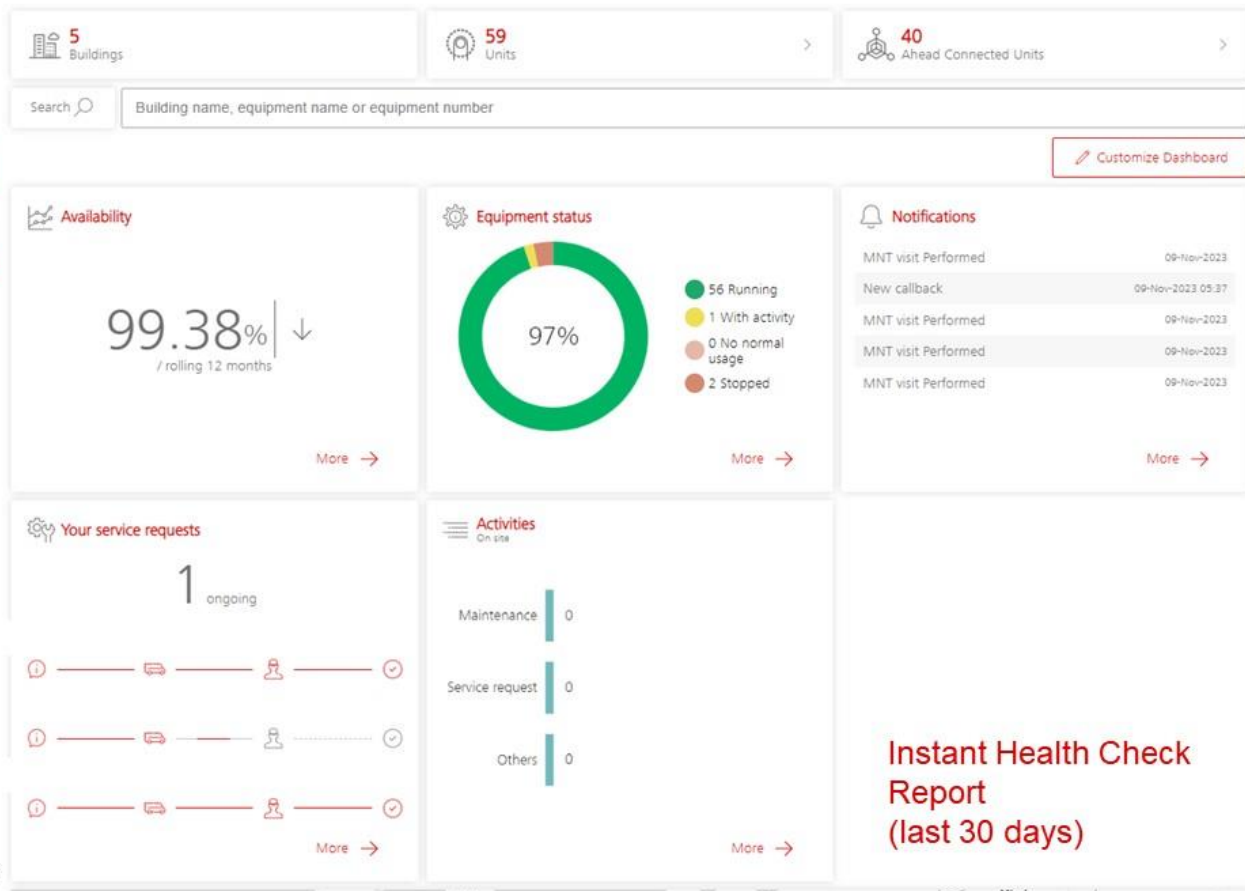 5
Buildings
59
Units
40
Ahead Connected Units
Search
Building name, equipment name or equipment number
Customize Dashboard
Availability
99.38%
/ rolling 12 months
More
Equipment status
97%
56 Running
1 With activity
0 No normal
usage
2 Stopped
More
Notifications
MNT visit Performed 09-Nov-2023
New callback 09-Nov-2023 05:37
MNT visit Performed 09-Nov-2023
MNT visit Performed 09-Nov-2023
MNT visit Performed 09-Nov-2023
More
Your service requests
1 ongoing
More
Activities
On site
Maintenance 0
Service request 0
Others 0
More
Instant Health Check
Report
(last 30 days)